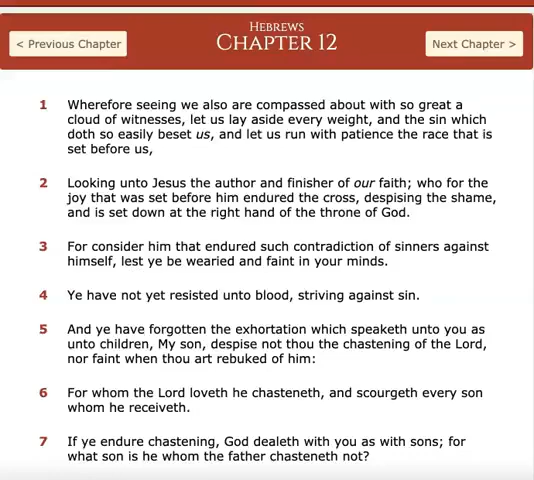 HEBREWS
< Previous Chapter
CHAPTER 12
Next Chapter >
1 Wherefore seeing we also are compassed about with so great a
cloud of witnesses, let us lay aside every weight, and the sin which
doth so easily beset us, and let us run with patience the race that is
set before us,
2 Looking unto Jesus the author and finisher of our faith; who for the
joy that was set before him endured the cross, despising the shame,
and is set down at the right hand of the throne of God.
3 For consider him that endured such contradiction of sinners against
himself, lest ye be wearied and faint in your minds.
4 Ye have not yet resisted unto blood, striving against sin.
5 And ye have forgotten the exhortation which speaketh unto you as
unto children, My son, despise not thou the chastening of the Lord,
nor faint when thou art rebuked of him:
6 For whom the Lord loveth he chasteneth, and scourgeth every son
whom he receiveth.
7 If ye endure chastening, God dealeth with you as with sons; for
what son is he whom the father chasteneth not?